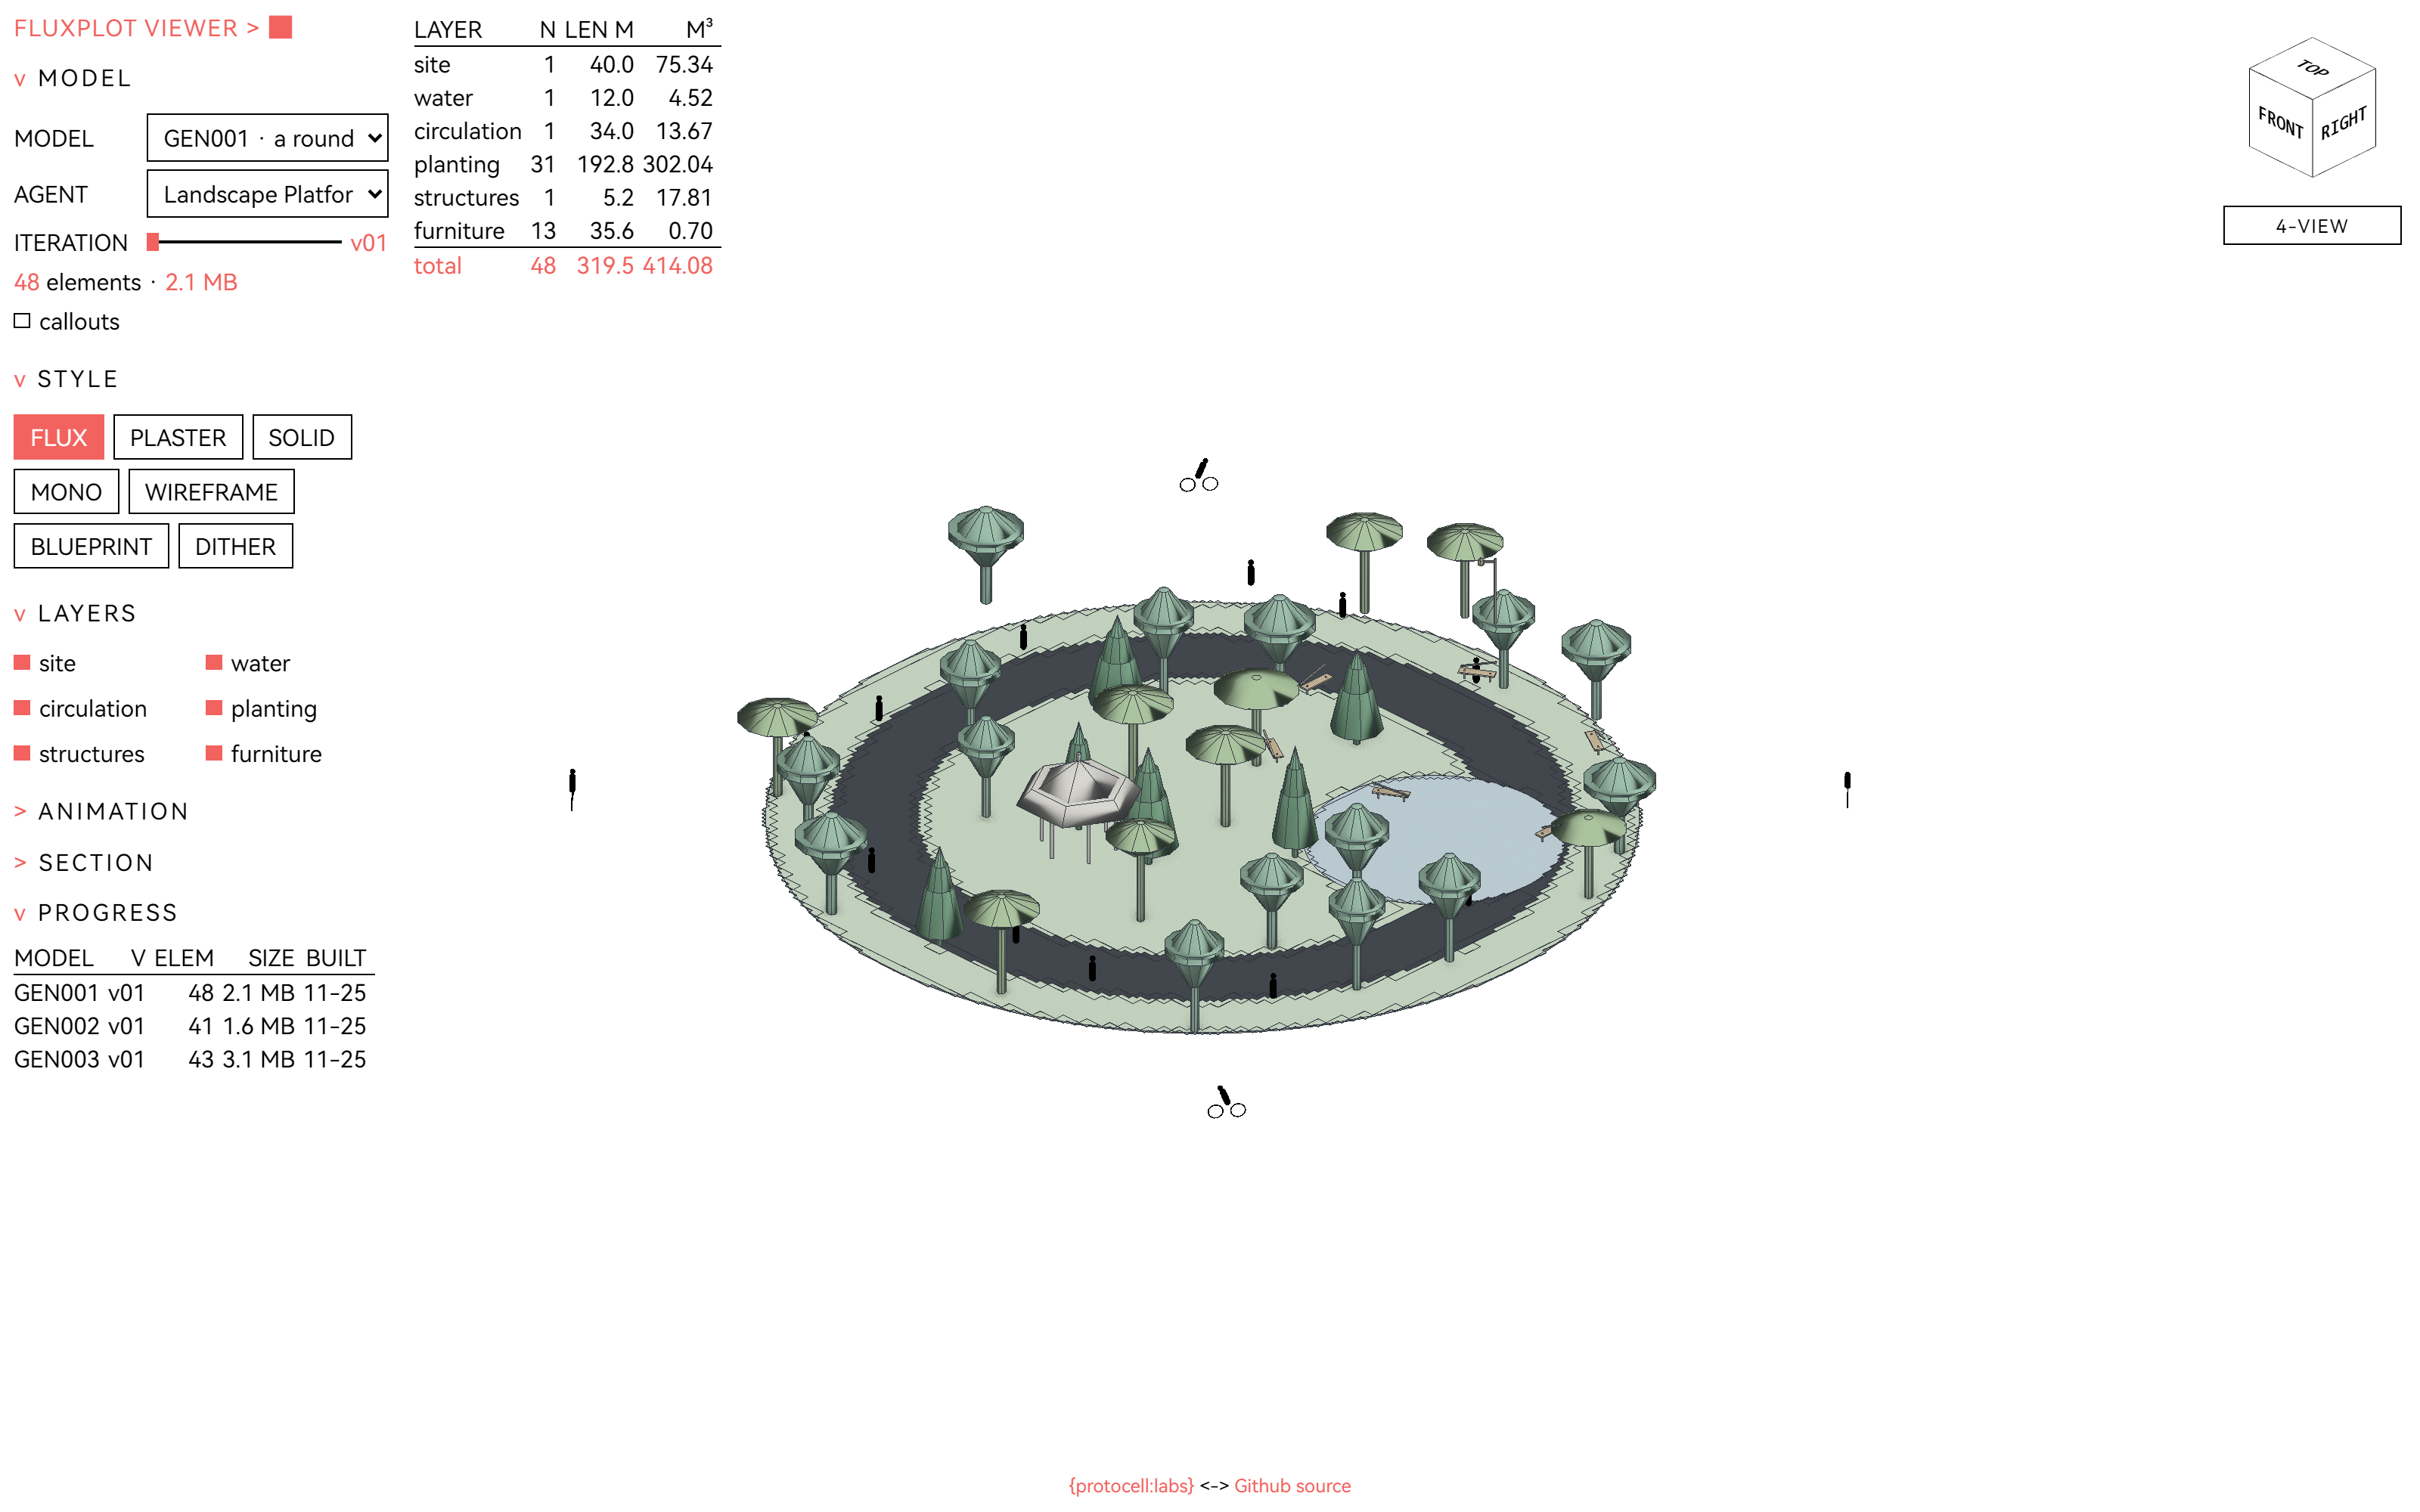 FLUXPLOT VIEWER >
v MODEL
MODEL GEN001 · a round
AGENT Landscape Platfor
ITERATION v01
48 elements · 2.1 MB
callouts
v STYLE
FLUX PLASTER SOLID
MONO WIREFRAME
BLUEPRINT DITHER
v LAYERS
site water
circulation planting
structures furniture
> ANIMATION
> SECTION
v PROGRESS
MODEL V ELEM SIZE BUILT
GEN001 v01 48 2.1 MB 11-25
GEN002 v01 41 1.6 MB 11-25
GEN003 v01 43 3.1 MB 11-25
LAYER N LEN M M³
site 1 40.0 75.34
water 1 12.0 4.52
circulation 1 34.0 13.67
planting 31 192.8 302.04
structures 1 5.2 17.81
furniture 13 35.6 0.70
total 48 319.5 414.08
TOP
FRONT RIGHT
4-VIEW
{protocell:labs} <-> Github source